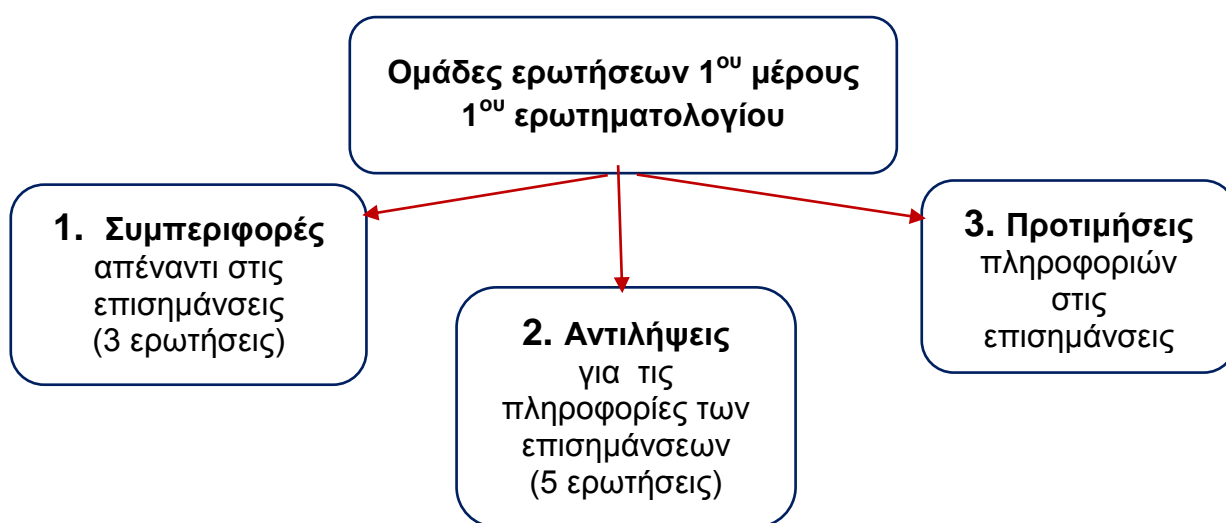 Ομάδες ερωτήσεων 1ου μέρους
1ου ερωτηματολογίου
1. Συμπεριφορές
απέναντι στις
επισημάνσεις
(3 ερωτήσεις)
2. Αντιλήψεις
για τις
πληροφορίες των
επισημάνσεων
(5 ερωτήσεις)
3. Προτιμήσεις
πληροφοριών
στις
επισημάνσεις